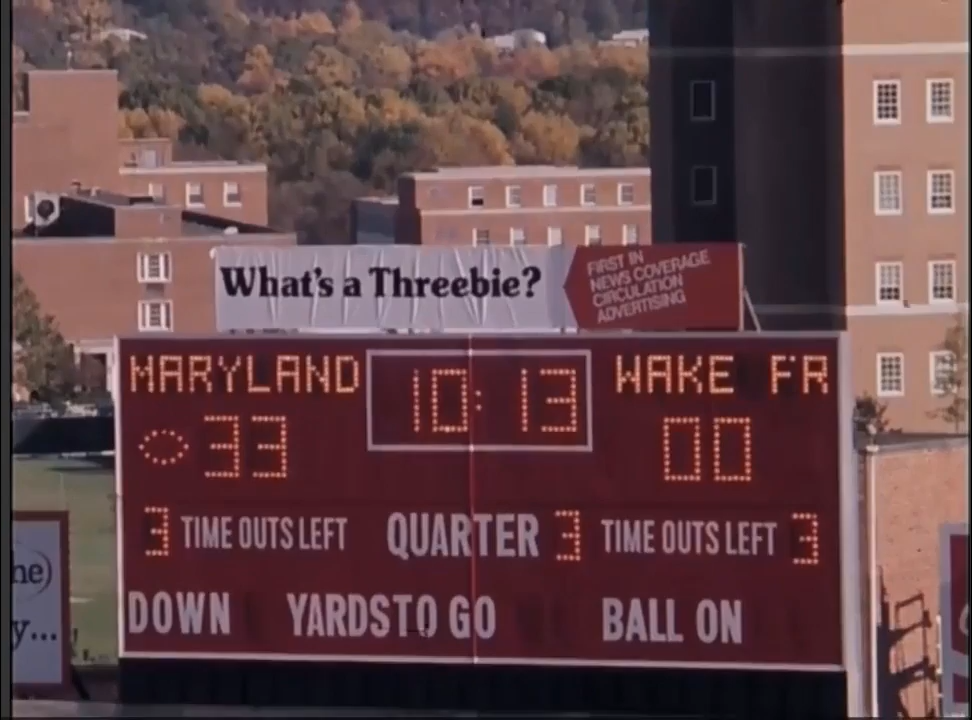 What's a Threebie?
FIRST IN
NEWS COVERAGE
CIRCULATION
ADVERTISING
MARYLAND 10:13 WAKE FR
33 00
3 TIME OUTS LEFT QUARTER 3 TIME OUTS LEFT 3
DOWN YARDS TO GO BALL ON
he)
y...